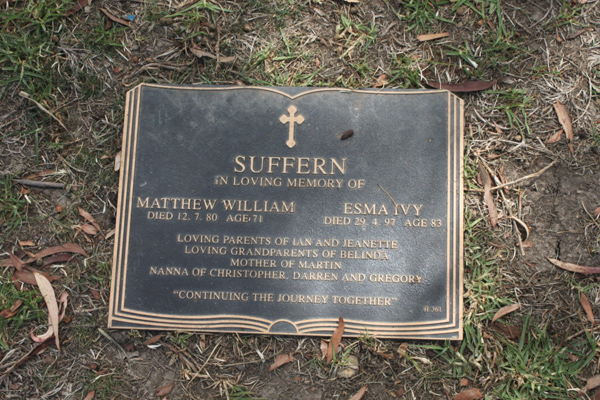 SUFFERN
IN LOVING MEMORY OF
MATTHEW WILLIAM ESMA IVY
DIED 12. 7. 80 AGE 71 DIED 29. 4. 97 AGE 83
LOVING PARENTS OF IAN AND JEANETTE
LOVING GRANDPARENTS OF BELINDA
MOTHER OF MARTIN
NANNA OF CHRISTOPHER, DARREN AND GREGORY
"CONTINUING THE JOURNEY TOGETHER"